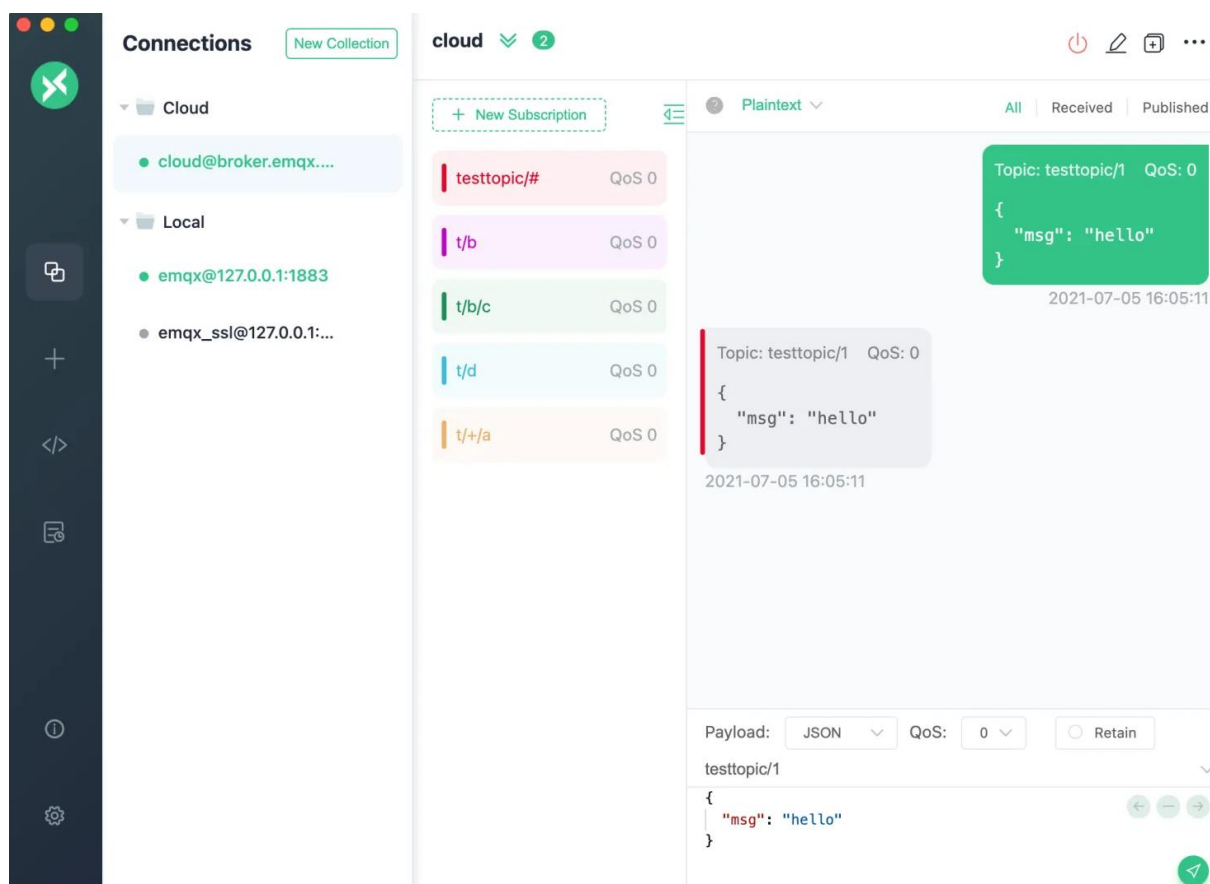 Connections
New Collection
Cloud
cloud@broker.emqx....
Local
emqx@127.0.0.1:1883
emqx_ssl@127.0.0.1:...
cloud 2
+ New Subscription
testtopic/# QoS 0
t/b QoS 0
t/b/c QoS 0
t/d QoS 0
t/+/a QoS 0
Plaintext
All Received Published
Topic: testtopic/1 QoS: 0
{
"msg": "hello"
}
2021-07-05 16:05:11
Topic: testtopic/1 QoS: 0
{
"msg": "hello"
}
2021-07-05 16:05:11
Payload: JSON QoS: 0 Retain
testtopic/1
{
"msg": "hello"
}